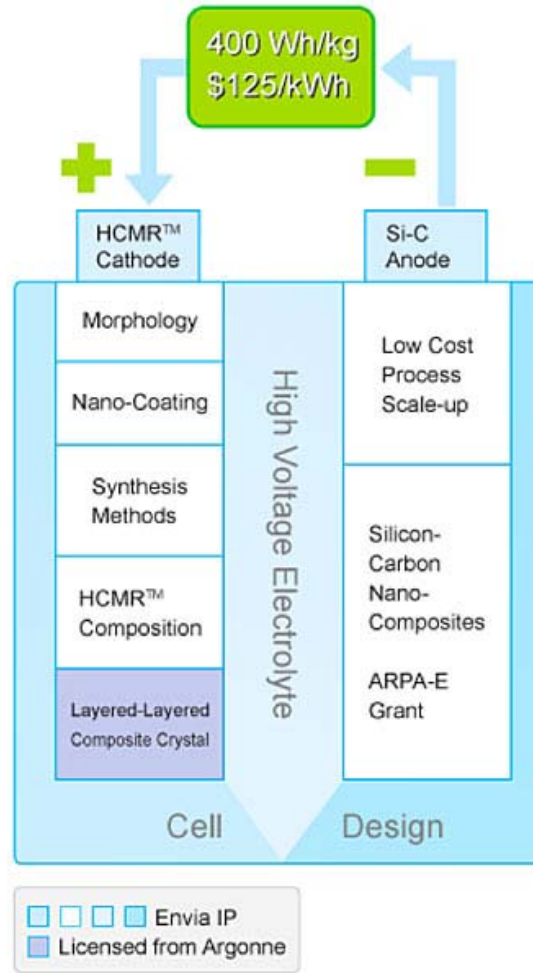 400 Wh/kg
$125/kWh
HCMR™
Cathode
Morphology
Nano-Coating
Synthesis
Methods
HCMR™
Composition
Layered-Layered
Composite Crystal
High Voltage Electrolyte
Si-C
Anode
Low Cost
Process
Scale-up
Silicon-
Carbon
Nano-
Composites
ARPA-E
Grant
Cell Design
Envia IP
Licensed from Argonne